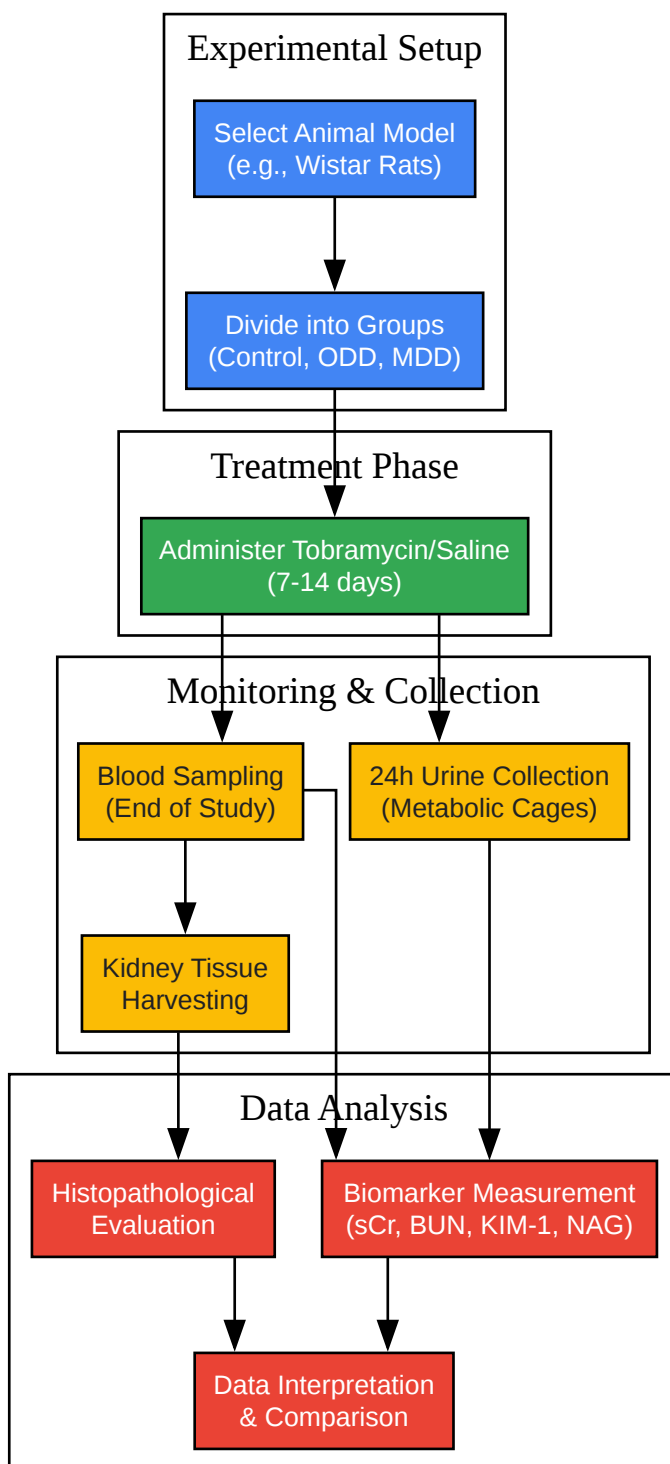 Experimental Setup
Select Animal Model
(e.g., Wistar Rats)
Divide into Groups
(Control, ODD, MDD)
Treatment Phase
Administer Tobramycin/Saline
(7-14 days)
Monitoring & Collection
Blood Sampling
(End of Study)
24h Urine Collection
(Metabolic Cages)
Kidney Tissue
Harvesting
Data Analysis
Histopathological
Evaluation
Biomarker Measurement
(sCr, BUN, KIM-1, NAG)
Data Interpretation
& Comparison